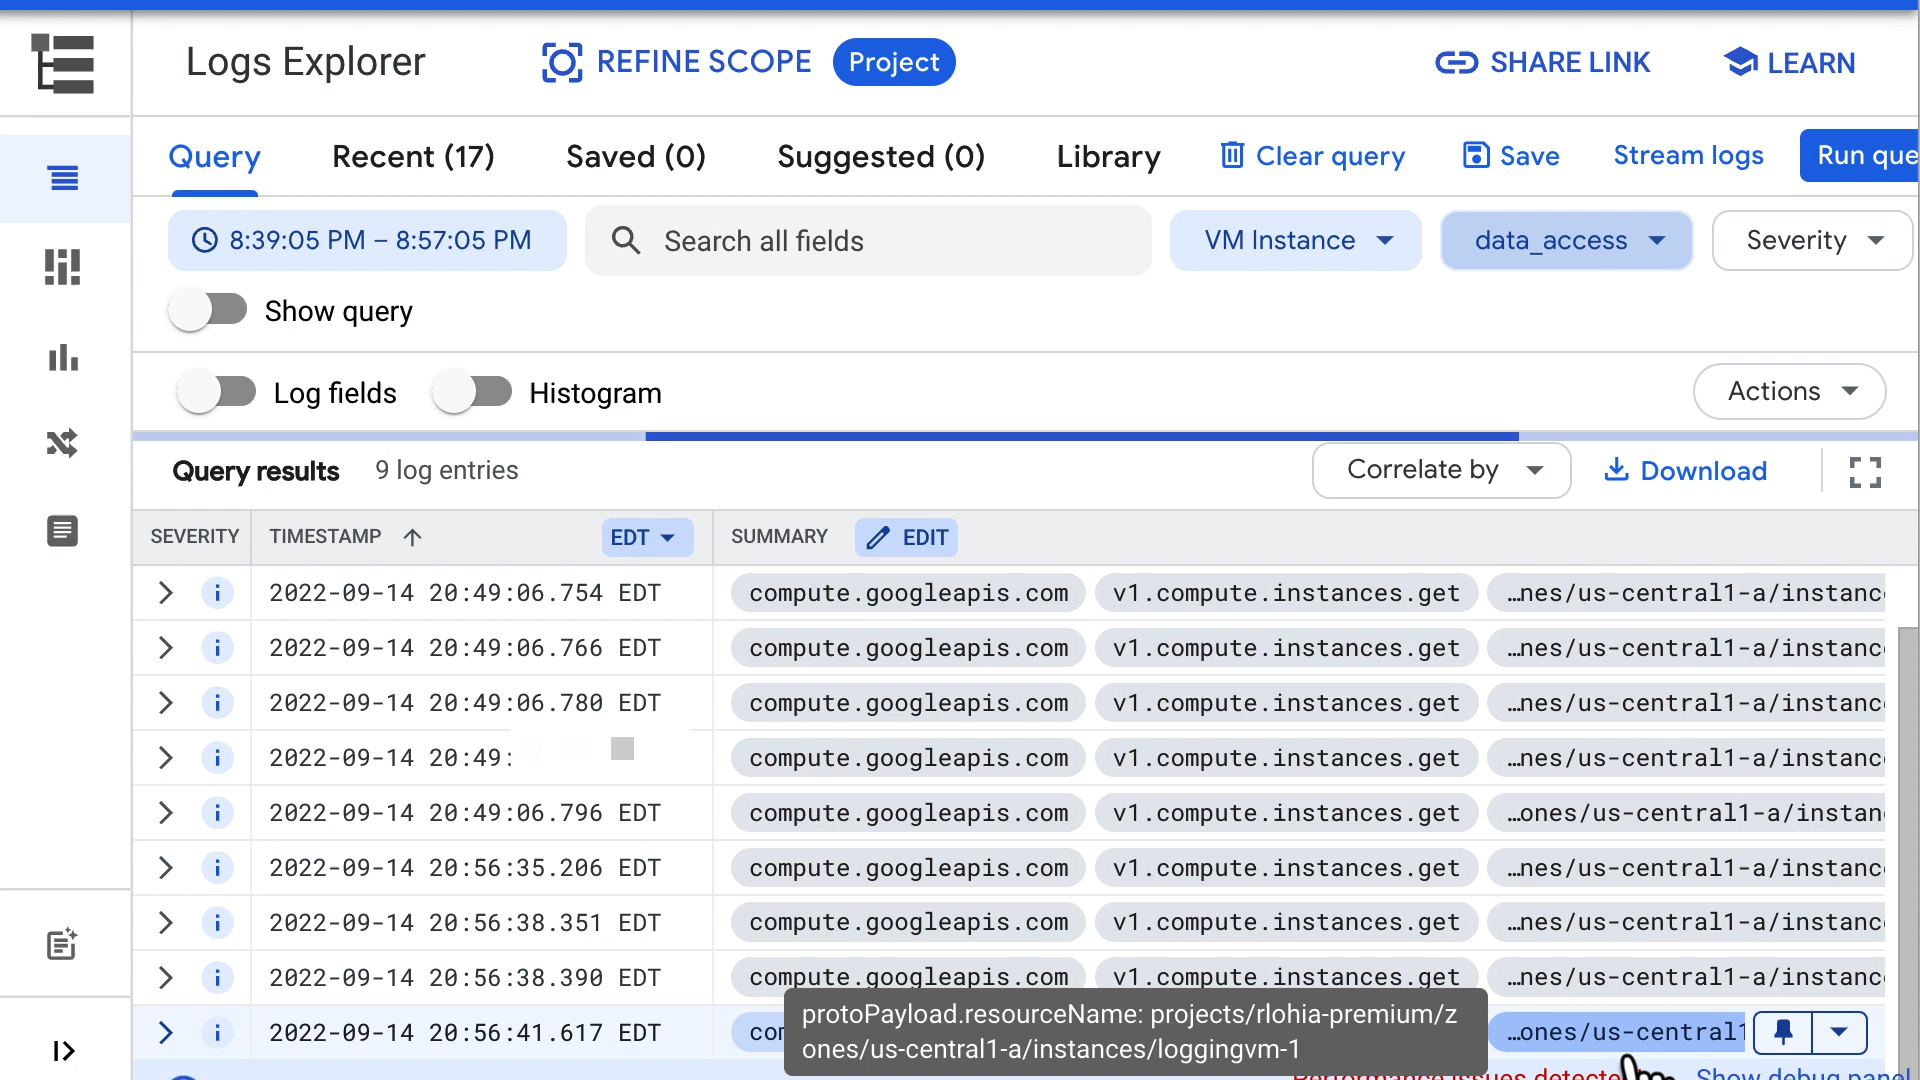 Logs Explorer REFINE SCOPE Project SHARE LINK LEARN
Query Recent (17) Saved (0) Suggested (0) Library Clear query Save Stream logs Run que
8:39:05 PM – 8:57:05 PM Search all fields VM Instance data_access Severity
Show query
Log fields Histogram Actions
Query results 9 log entries Correlate by Download
SEVERITY TIMESTAMP EDT SUMMARY EDIT
2022-09-14 20:49:06.754 EDT compute.googleapis.com v1.compute.instances.get …nes/us-central1-a/instanc
2022-09-14 20:49:06.766 EDT compute.googleapis.com v1.compute.instances.get …nes/us-central1-a/instanc
2022-09-14 20:49:06.780 EDT compute.googleapis.com v1.compute.instances.get …nes/us-central1-a/instanc
2022-09-14 20:49: compute.googleapis.com v1.compute.instances.get …nes/us-central1-a/instanc
2022-09-14 20:49:06.796 EDT compute.googleapis.com v1.compute.instances.get …ones/us-central1-a/instan
2022-09-14 20:56:35.206 EDT compute.googleapis.com v1.compute.instances.get …nes/us-central1-a/instanc
2022-09-14 20:56:38.351 EDT compute.googleapis.com v1.compute.instances.get …nes/us-central1-a/instanc
2022-09-14 20:56:38.390 EDT compute.googleapis.com v1.compute.instances.get …nes/us-central1-a/instanc
2022-09-14 20:56:41.617 EDT com …ones/us-central1
protoPayload.resourceName: projects/rlohia-premium/z
ones/us-central1-a/instances/loggingvm-1
Performance issues detecte Show debug panel